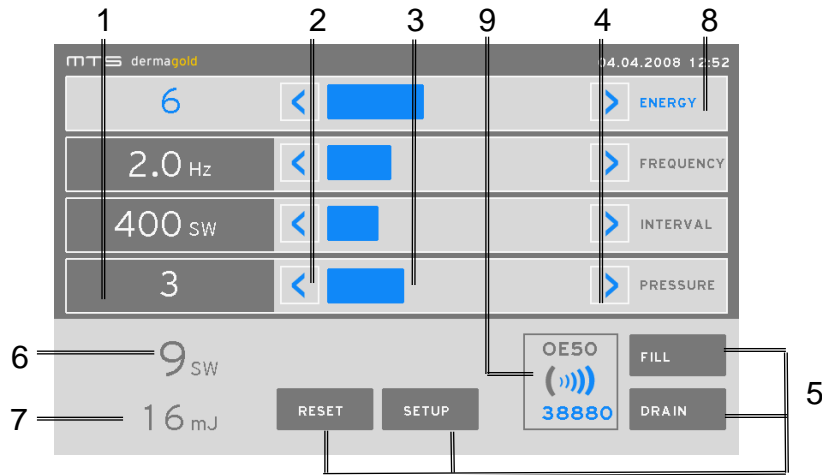 1 2 3 9 4 8
MTS dermagold 04.04.2008 12:52
6 ENERGY
2.0 Hz FREQUENCY
400 SW INTERVAL
3 PRESSURE
6 9 SW OE50 FILL
5
7 16 mJ RESET SETUP 38880 DRAIN